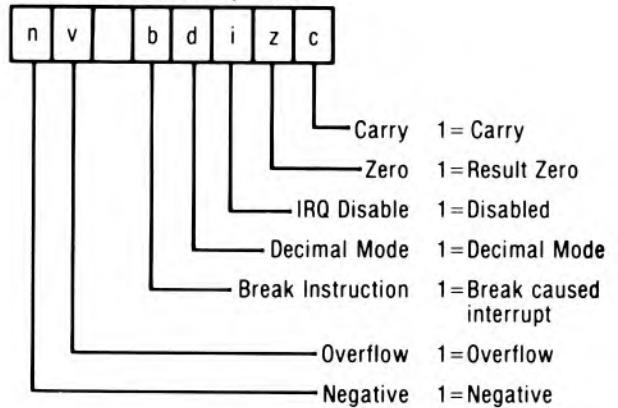 n v b d i z c
Carry 1= Carry
Zero 1=Result Zero
IRQ Disable 1=Disabled
Decimal Mode 1=Decimal Mode
Break Instruction 1=Break caused
interrupt
Overflow 1=Overflow
Negative 1=Negative